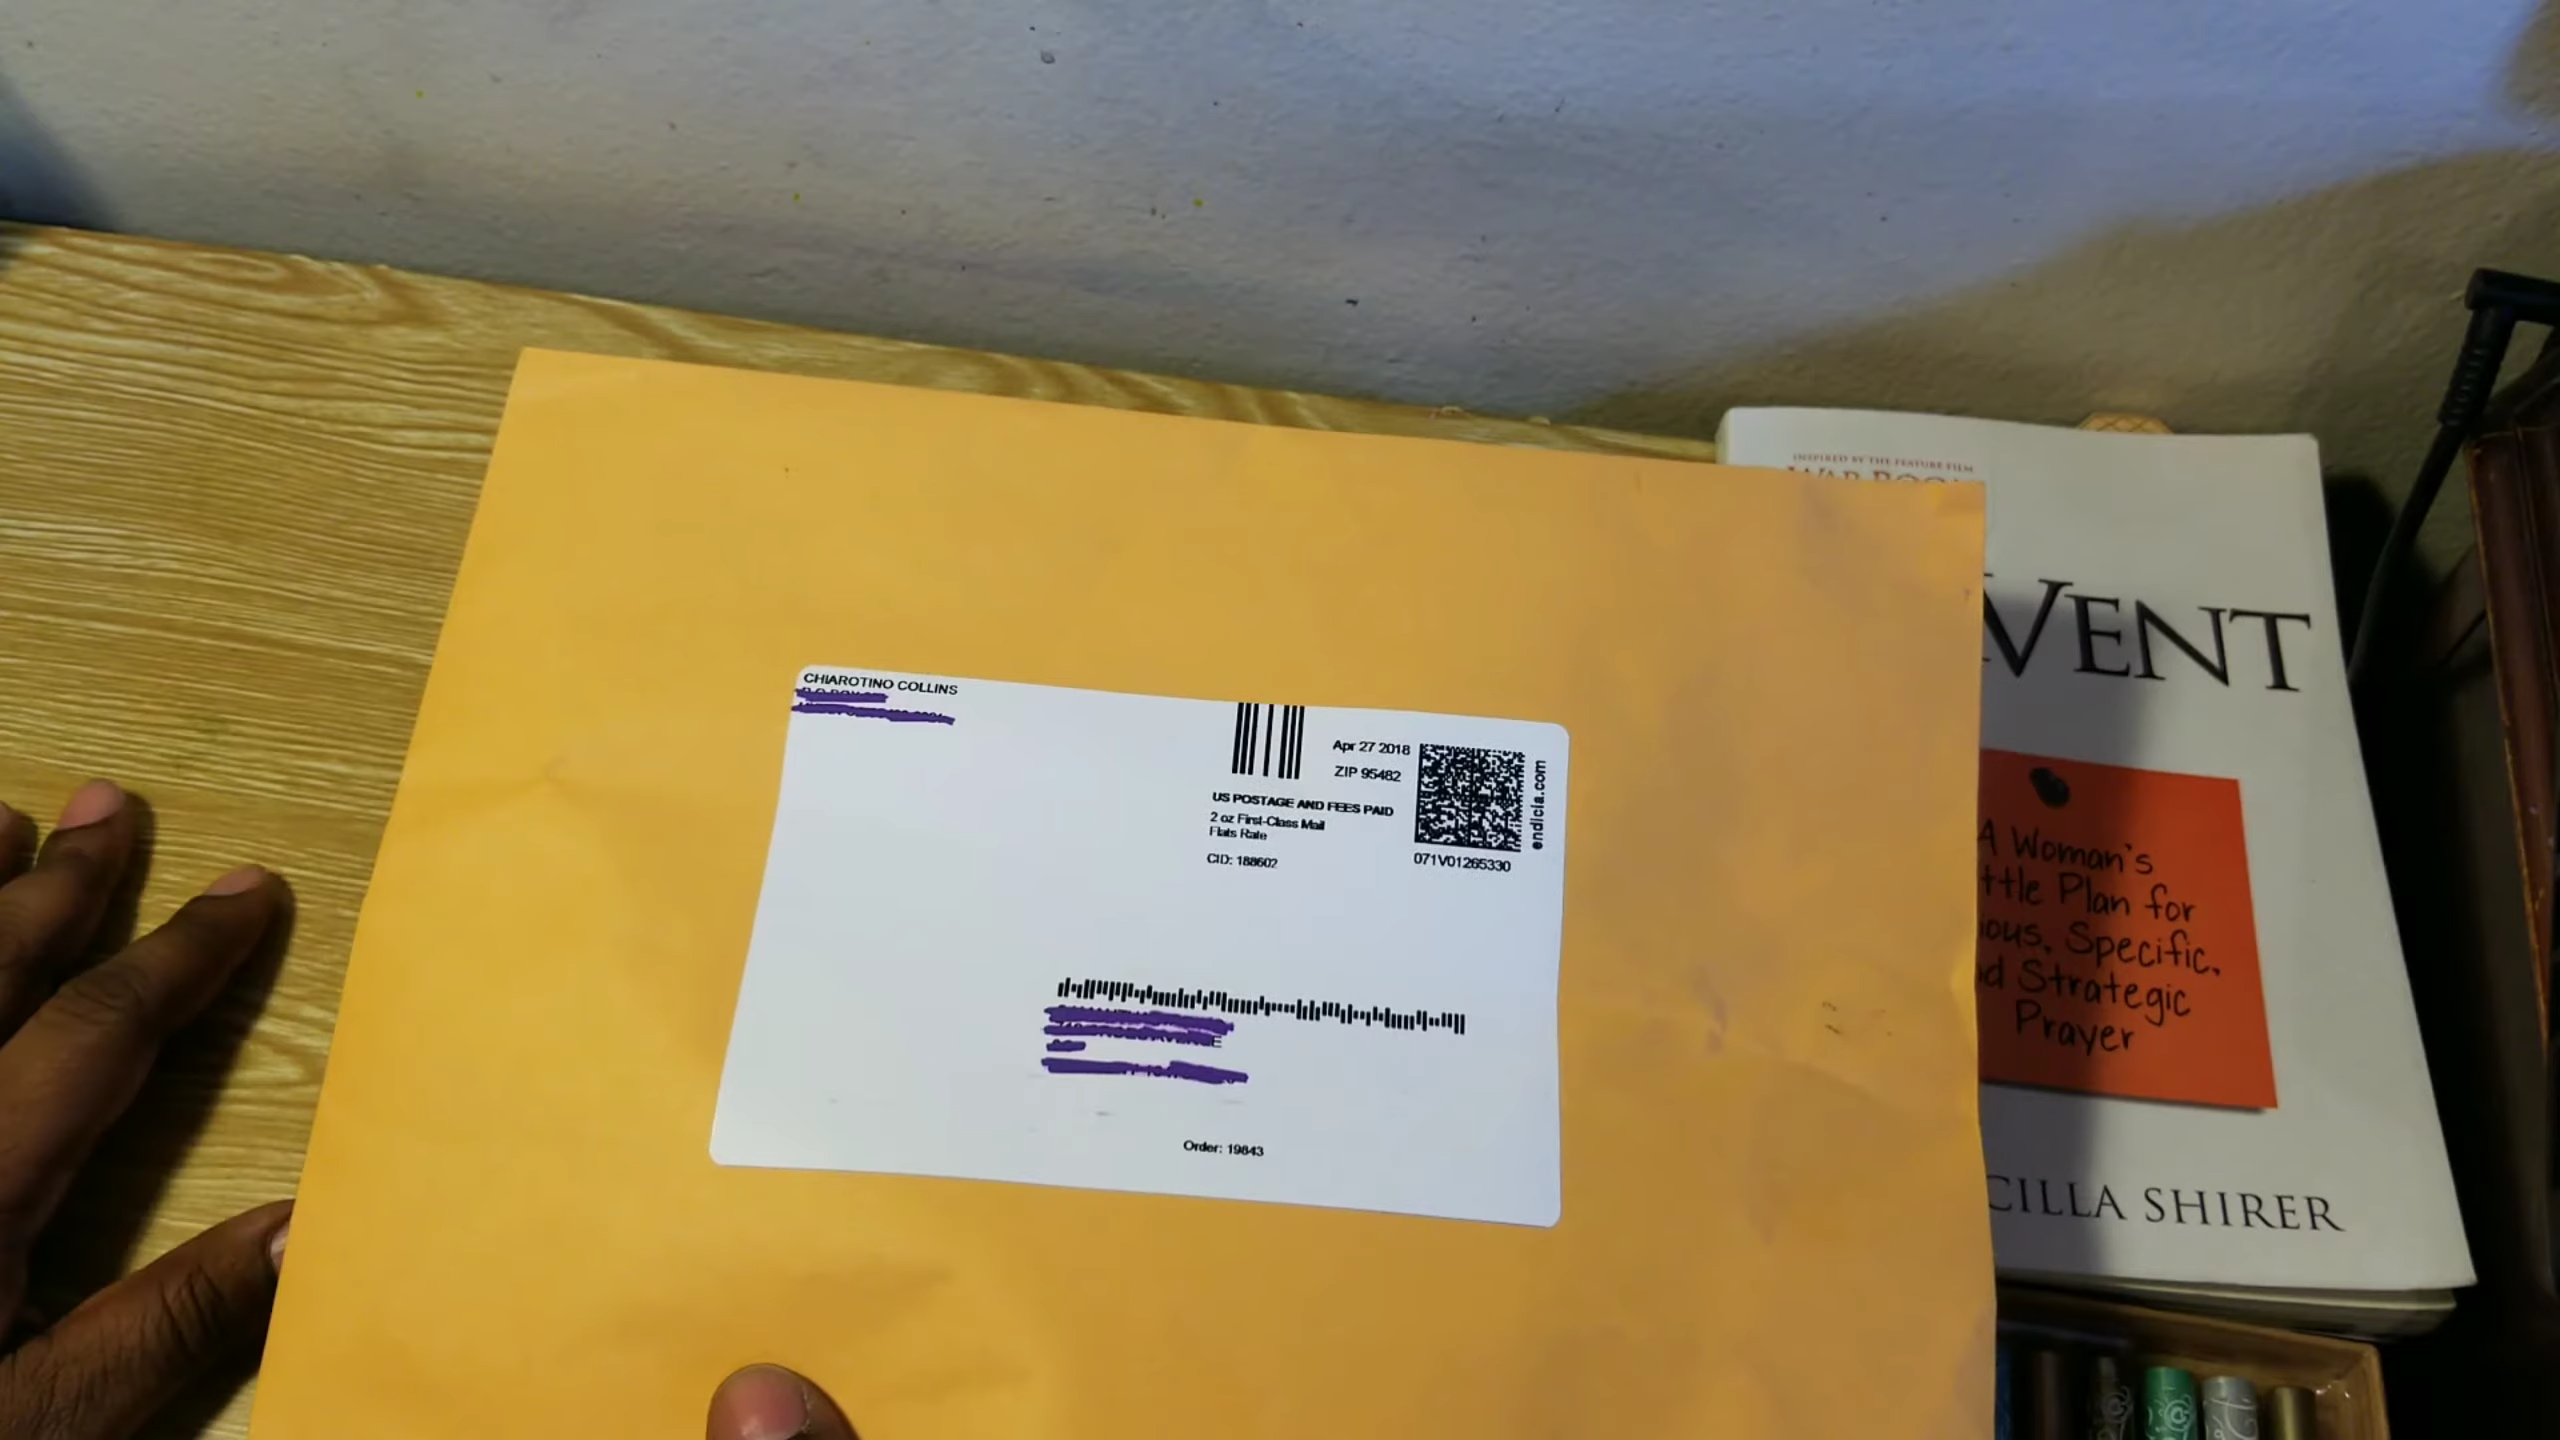 CHIAROTINO COLLINS
Apr 27 2018
ZIP 95482
US POSTAGE AND FEES PAID
2 oz First-Class Mail
Flats Rate
CID: 188602
071V01265330
endicia.com
Order: 19843
INSPIRED BY THE FEATURE FILM
WAR ROOM
VENT
A Woman's
ttle Plan for
ious, Specific,
d Strategic
Prayer
CILLA SHIRER